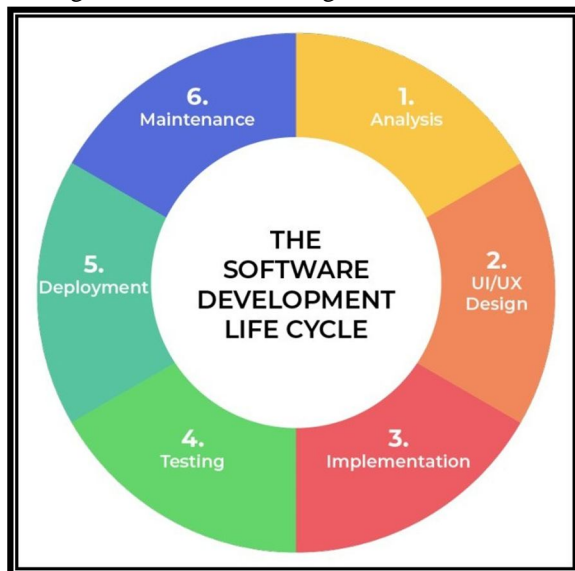 1.
Analysis
2.
UI/UX
Design
3.
Implementation
4.
Testing
5.
Deployment
6.
Maintenance
THE
SOFTWARE
DEVELOPMENT
LIFE CYCLE